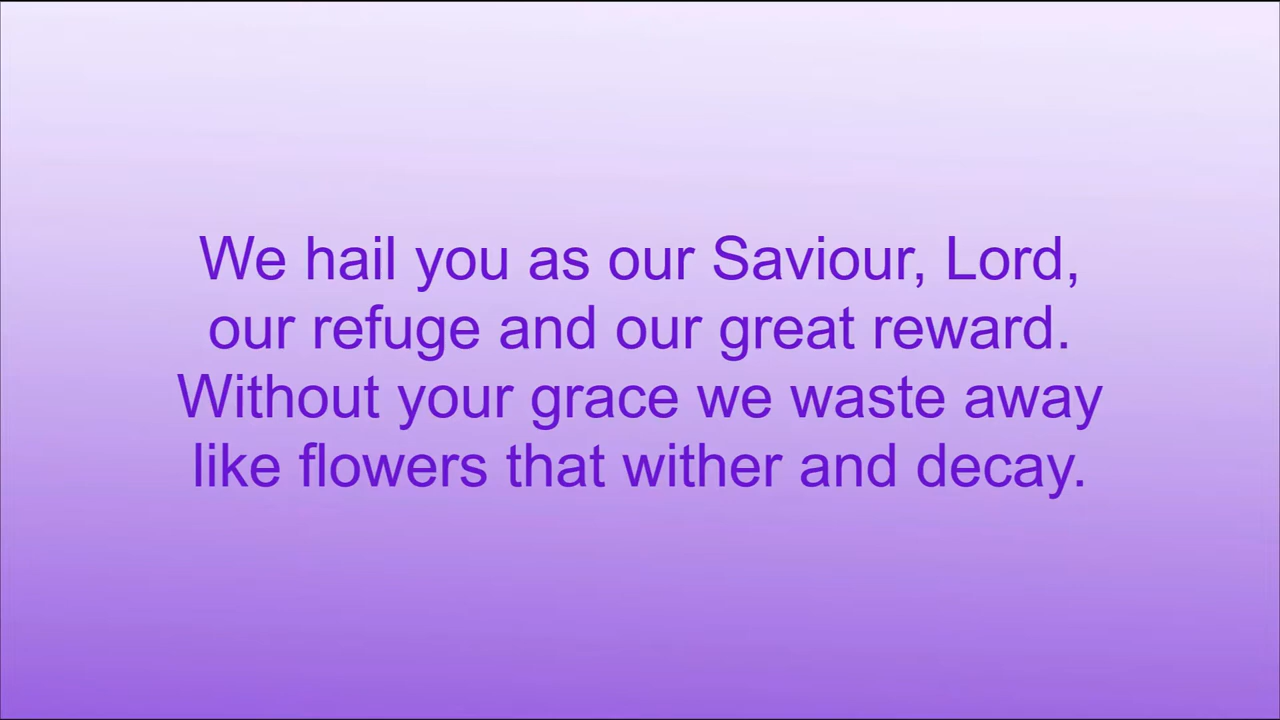 We hail you as our Saviour, Lord,
our refuge and our great reward.
Without your grace we waste away
like flowers that wither and decay.